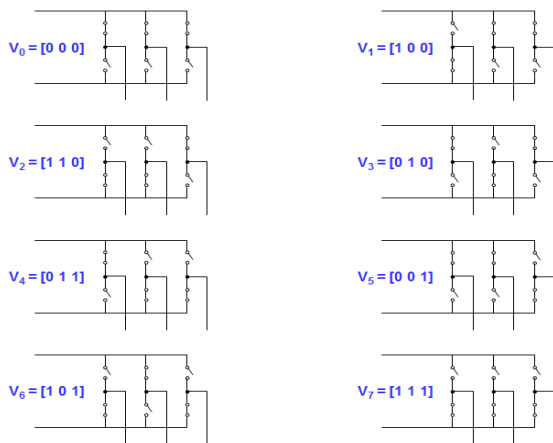 V₀ = [0 0 0]
V₁ = [1 0 0]
V₂ = [1 1 0]
V₃ = [0 1 0]
V₄ = [0 1 1]
V₅ = [0 0 1]
V₆ = [1 0 1]
V₇ = [1 1 1]